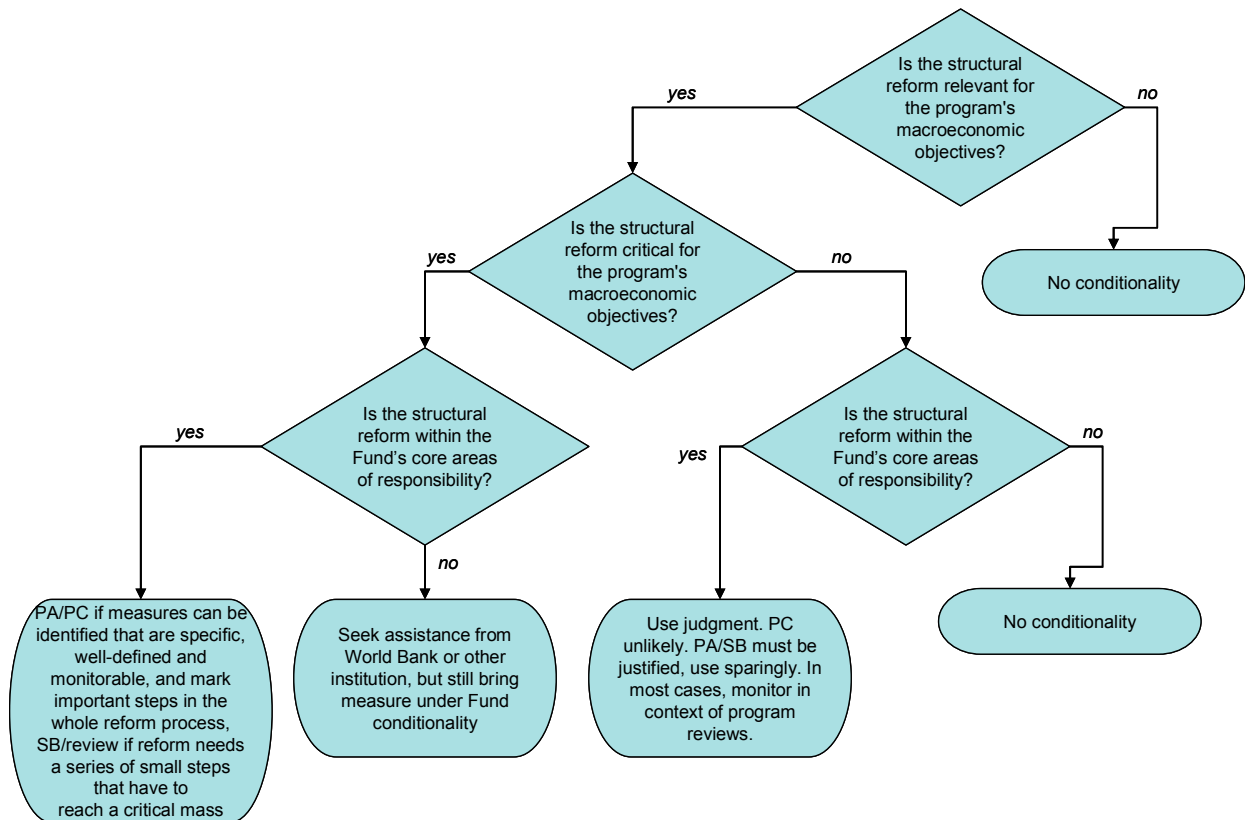 Is the structural
reform relevant for
the program's
macroeconomic
objectives?
yes
no
Is the structural
reform critical for
the program's
macroeconomic
objectives?
yes
no
No conditionality
Is the structural
reform within the
Fund's core areas
of responsibility?
yes
no
Is the structural
reform within the
Fund's core areas
of responsibility?
yes
no
PA/PC if measures can be
identified that are specific,
well-defined and
monitorable, and mark
important steps in the
whole reform process,
SB/review if reform needs
a series of small steps
that have to
reach a critical mass
Seek assistance from
World Bank or other
institution, but still bring
measure under Fund
conditionality
Use judgment. PC
unlikely. PA/SB must be
justified, use sparingly. In
most cases, monitor in
context of program
reviews.
No conditionality